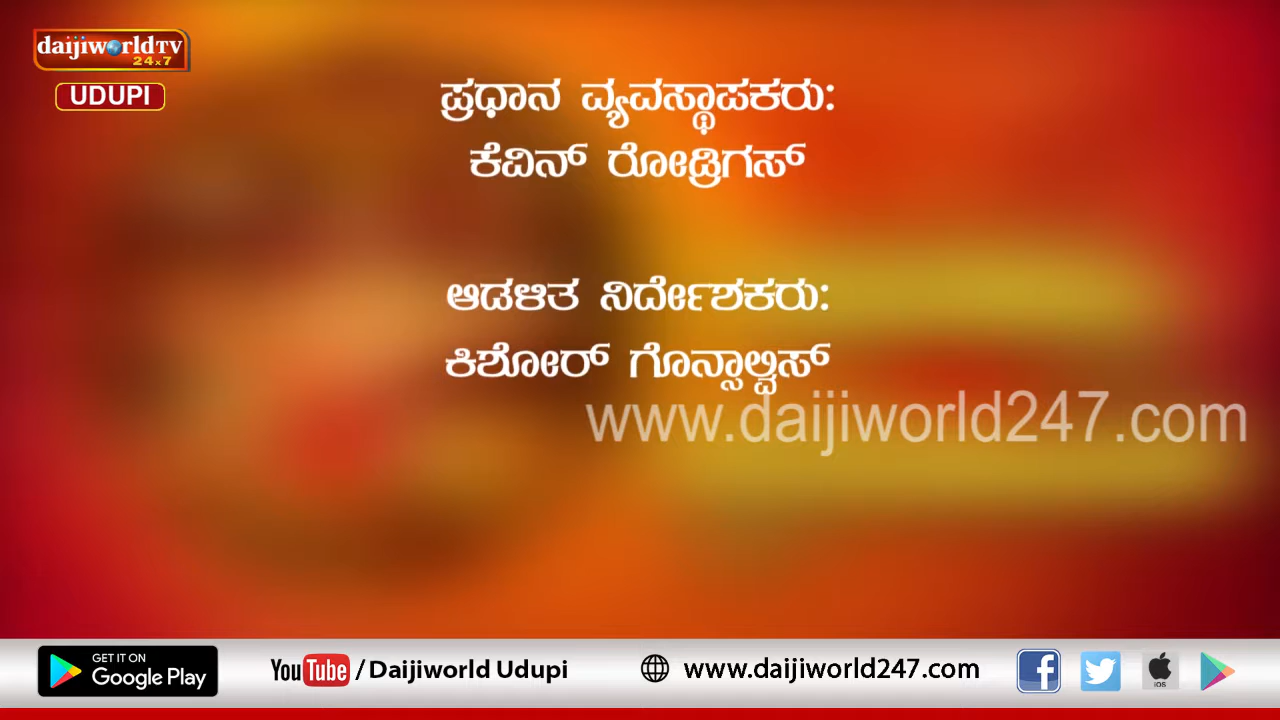 daijiworldTV
24x7
UDUPI
ಪ್ರಧಾನ ವ್ಯವಸ್ಥಾಪಕರು:
ಕೆವಿನ್ ರೋಡ್ರಿಗಸ್
ಆಡಳಿತ ನಿರ್ದೇಶಕರು:
ಕಿಶೋರ್ ಗೊನ್ಸಾಲ್ವಿಸ್
www.daijiworld247.com
GET IT ON
Google Play
YouTube /Daijiworld Udupi
www.daijiworld247.com
iOS